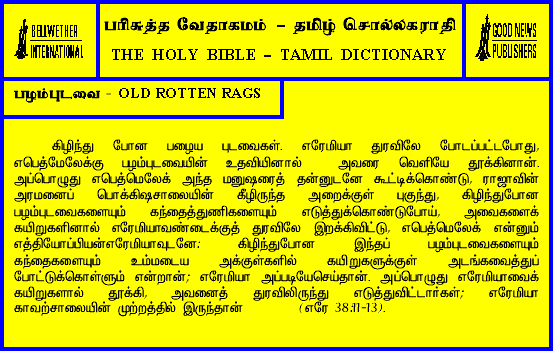 BELLWETHER
INTERNATIONAL
பரிசுத்த வேதாகமம் – தமிழ் சொல்லகராதி
THE HOLY BIBLE – TAMIL DICTIONARY
GOOD NEWS
PUBLISHERS
பழம்புடவை - OLD ROTTEN RAGS
கிழிந்து போன பழைய புடவைகள். எரேமியா துரவிலே போடப்பட்டபோது,
எபெத்மேலேக்கு பழம்புடவையின் உதவியினால் அவரை வெளியே தூக்கினான்.
அப்பொழுது எபெத்மெலேக் அந்த மனுஷரைத் தன்னுடனே கூட்டிக்கொண்டு, ராஜாவின்
அரமனைப் பொக்கிஷசாலையின் கீழிருந்த அறைக்குள் புகுந்து, கிழிந்துபோன
பழம்புடவைகளையும் கந்தைத்துணிகளையும் எடுத்துக்கொண்டுபோய், அவைகளைக்
கயிறுகளினால் எரேமியாவண்டைக்குத் துரவிலே இறக்கிவிட்டு, எபெத்மெலேக் என்னும்
எத்தியோப்பியன்எரேமியாவுடனே: கிழிந்துபோன இந்தப் பழம்புடவைகளையும்
கந்தைகளையும் உம்மடைய அக்குள்களில் கயிறுகளுக்குள் அடங்கவைத்துப்
போட்டுக்கொள்ளும் என்றான்; எரேமியா அப்படியேசெய்தான். அப்பொழுது எரேமியாவைக்
கயிறுகளால் தூக்கி, அவனைத் துரவிலிருந்து எடுத்துவிட்டார்கள்; எரேமியா
காவற்சாலையின் முற்றத்தில் இருந்தான் (எரே 38:11-13).